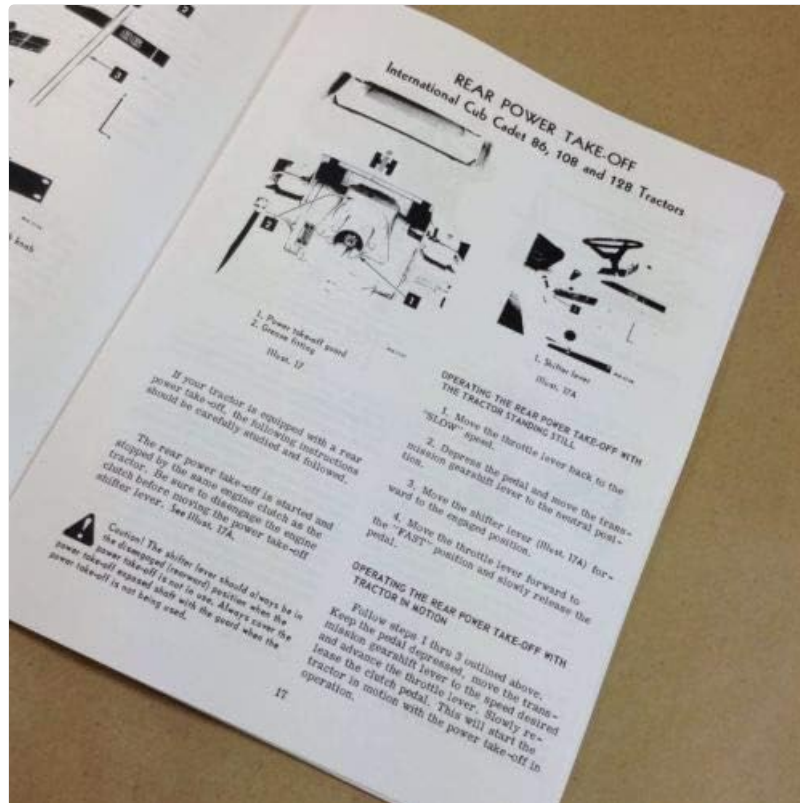 knob
REAR POWER TAKE-OFF
International Cub Cadet 86, 108 and 128 Tractors
2
3
2
1
1. Power take-off guard
2. Grease fitting
Illust. 17
If your tractor is equipped with a rear
power take-off, the following instructions
should be carefully studied and followed.
The rear power take-off is started and
stopped by the same engine clutch as the
tractor. Be sure to disengage the engine
clutch before moving the power take-off
shifter lever. See Illust. 17A.
Caution! The shifter lever should always be in
the disengaged (rearward) position when the
power take-off is not in use. Always cover the
power take-off exposed shaft with the guard when the
power take-off is not being used.
1. Shifter lever
Illust. 17A
OPERATING THE REAR POWER TAKE-OFF WITH
THE TRACTOR STANDING STILL
1. Move the throttle lever back to the
"SLOW" speed.
2. Depress the pedal and move the trans-
mission gearshift lever to the neutral posi-
tion.
3. Move the shifter lever (Illust. 17A) for-
ward to the engaged position.
4. Move the throttle lever forward to
the "FAST" position and slowly release the
pedal.
OPERATING THE REAR POWER TAKE-OFF WITH
TRACTOR IN MOTION
Follow steps 1 thru 3 outlined above.
Keep the pedal depressed, move the trans-
mission gearshift lever to the speed desired
and advance the throttle lever. Slowly re-
lease the clutch pedal. This will start the
tractor in motion with the power take-off in
operation.
17